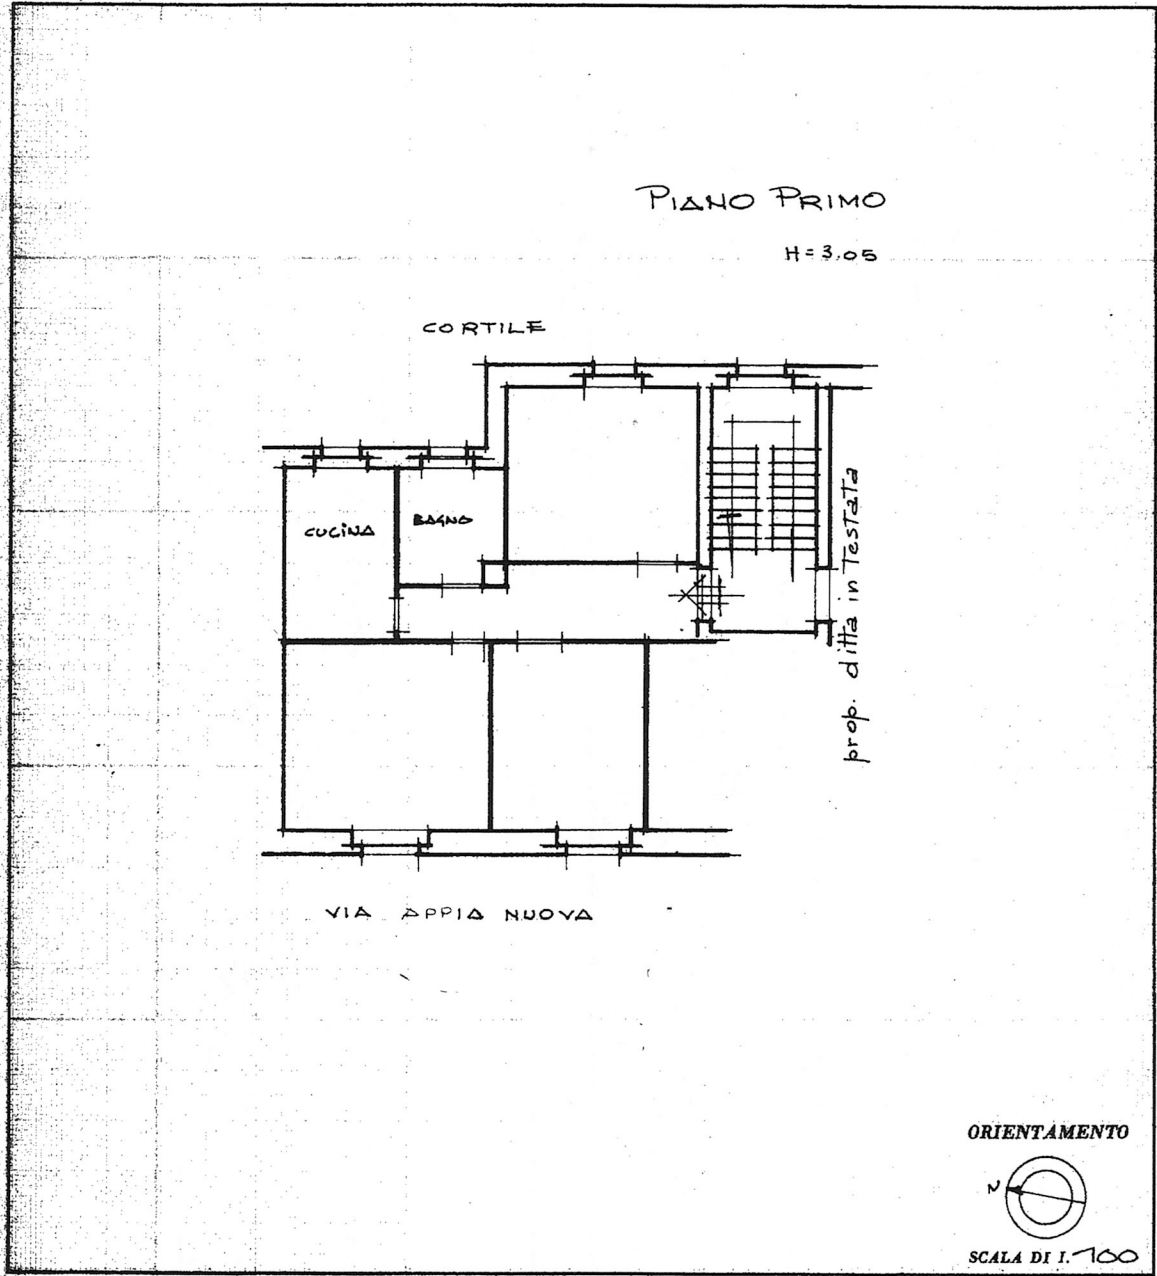 PIANO PRIMO
H=3.05
CORTILE
CUCINA
BAGNO
prop. ditta in Testata
VIA APPIA NUOVA
ORIENTAMENTO
N
SCALA DI 1. 100